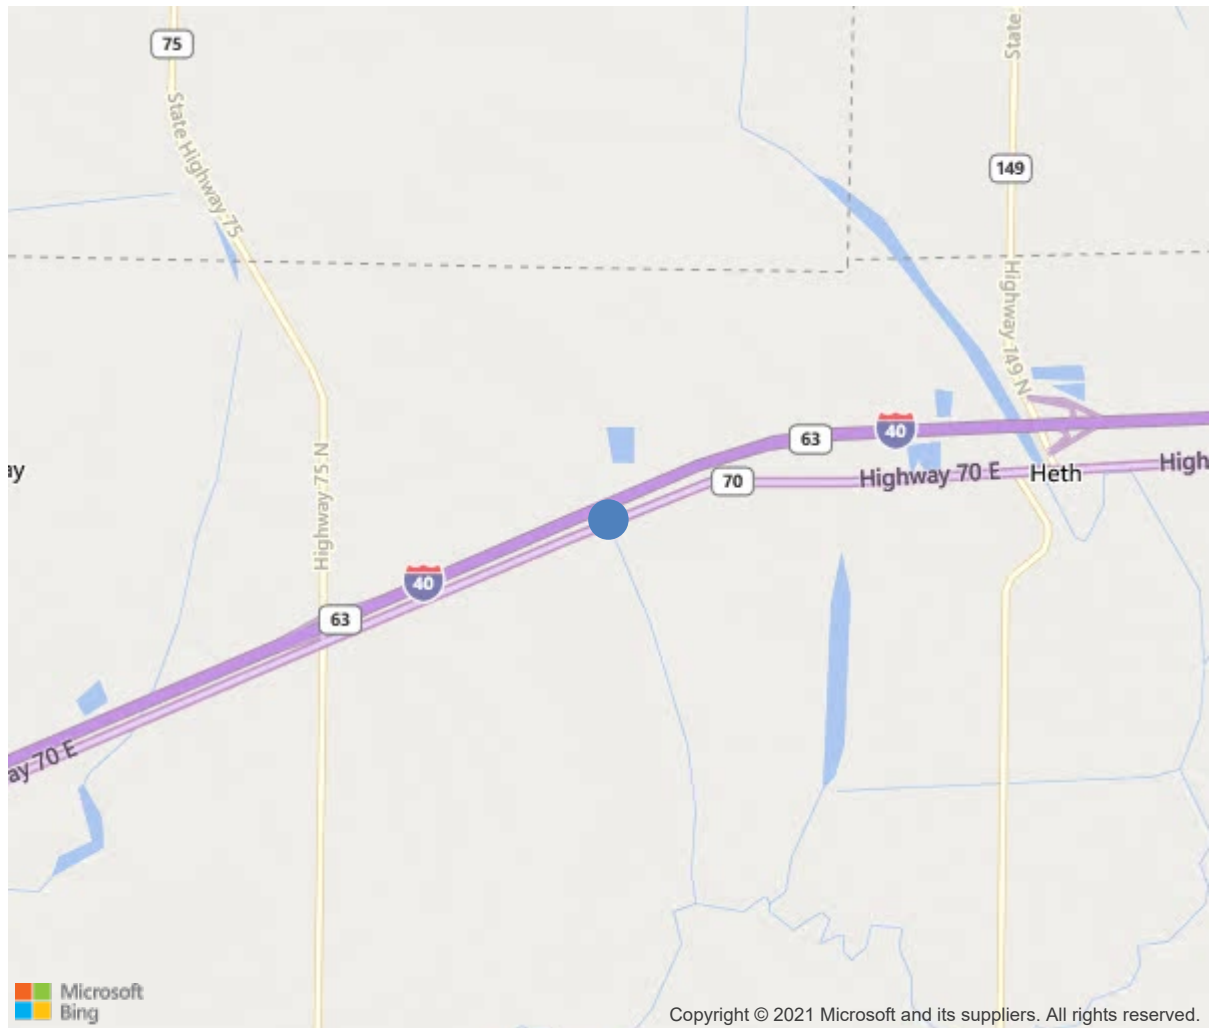 75
State
State Highway 75
149
Highway 149 N
63
40
ay
Highway 75 N
70
Highway 70 E
High
Heth
40
63
ay 70 E
Microsoft
Bing
Copyright © 2021 Microsoft and its suppliers. All rights reserved.